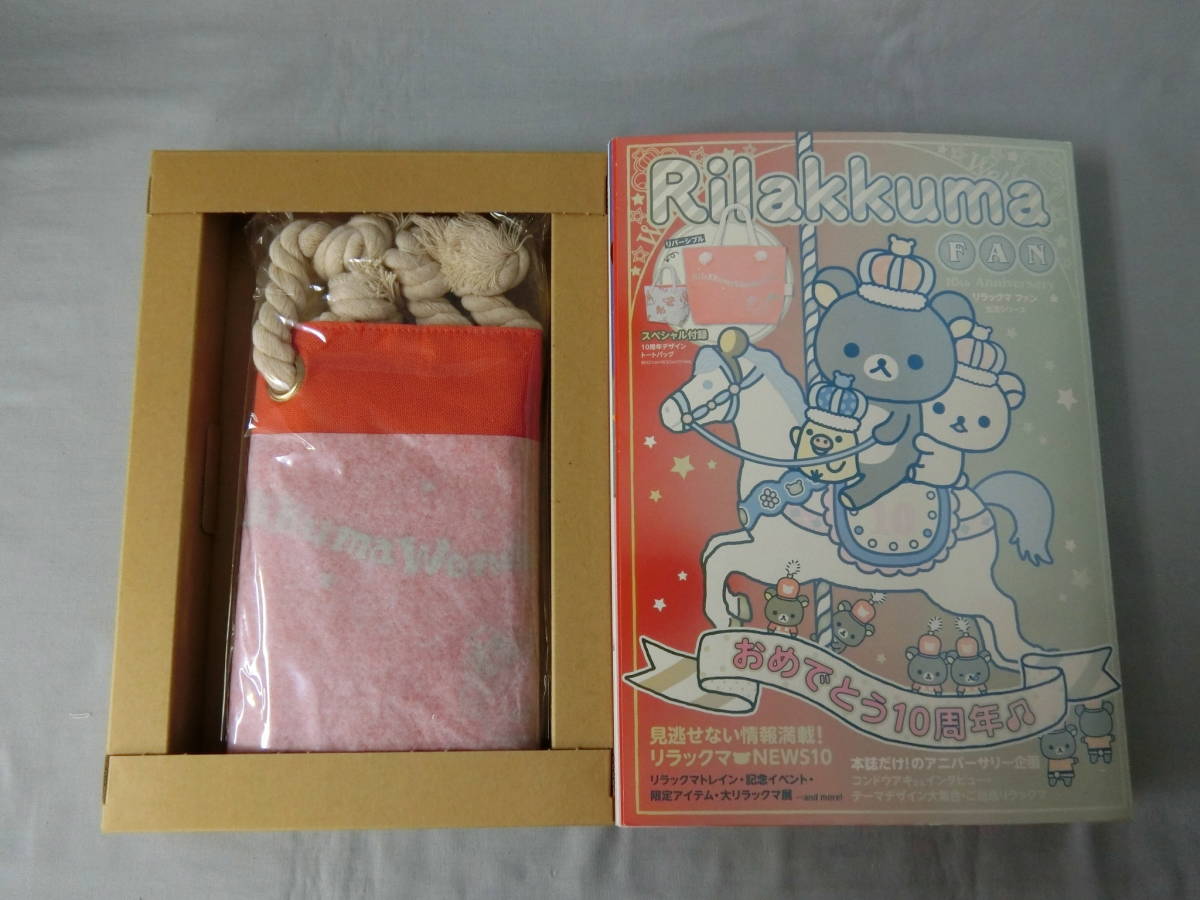 Rilakkuma
FAN
10th Anniversary
リラックマ ファン
リバーシブル
スペシャル付録
10周年デザイン
トートバッグ
10
おめでとう10周年♫
見逃せない情報満載!
リラックマNEWS10
リラックマトレイン・記念イベント・
限定アイテム・大リラックマ展 …and more!
本誌だけ!のアニバーサリー企画
コンドウアキさんインタビュー・
テーマデザイン大集合・ご当地リラックマ
kuma World